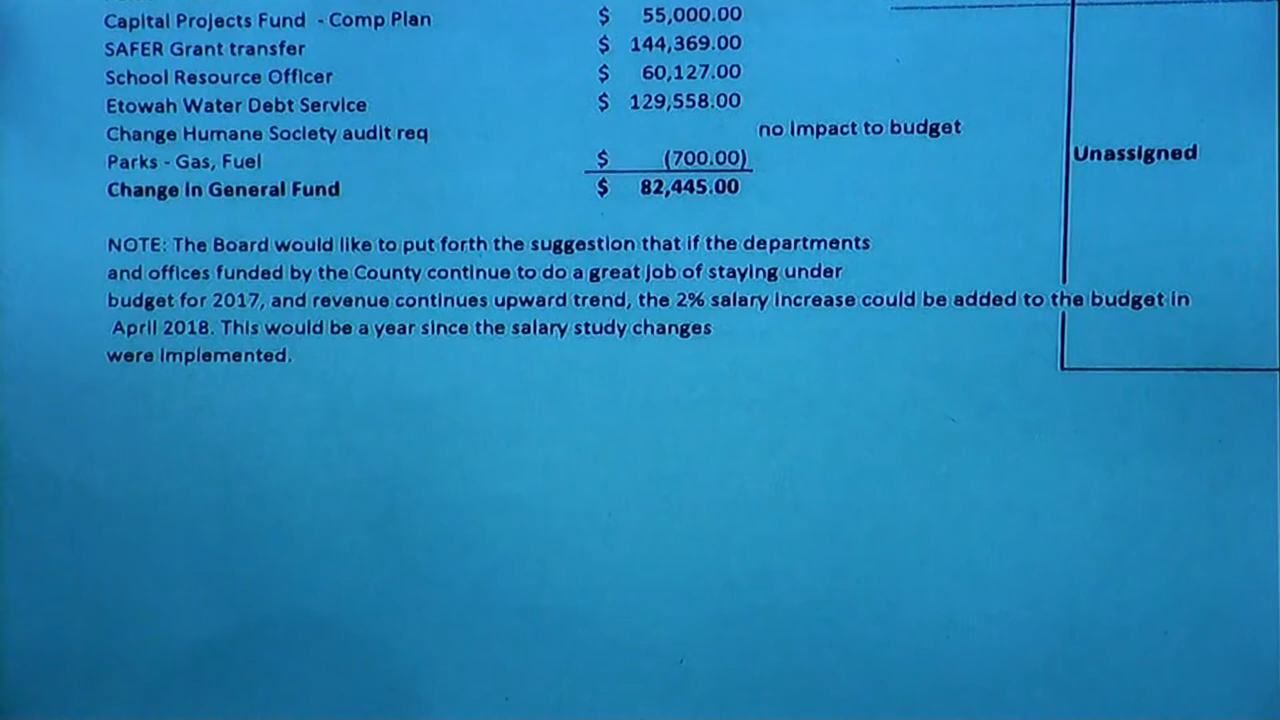 Capital Projects Fund - Comp Plan $ 55,000.00
SAFER Grant transfer $ 144,369.00
School Resource Officer $ 60,127.00
Etowah Water Debt Service $ 129,558.00
Change Humane Society audit req no impact to budget
Parks - Gas, Fuel $ (700.00)
Change in General Fund $ 82,445.00
Unassigned
NOTE: The Board would like to put forth the suggestion that if the departments
and offices funded by the County continue to do a great job of staying under
budget for 2017, and revenue continues upward trend, the 2% salary increase could be added to the budget in
April 2018. This would be a year since the salary study changes
were implemented.